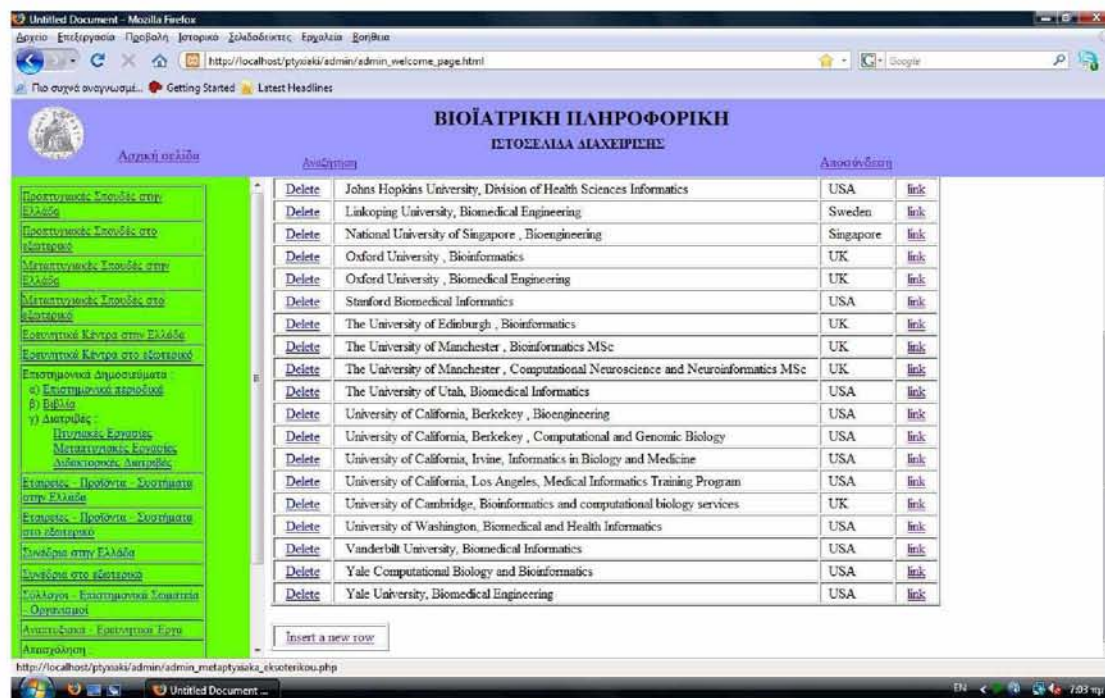 Untitled Document - Mozilla Firefox
Αρχείο Επεξεργασία Προβολή Ιστορικό Σελιδοδείκτες Εργαλεία Βοήθεια
http://localhost/ptyxiaki/admin/admin_welcome_page.html
Google
Πιο συχνά αναγνωσμέ... Getting Started Latest Headlines
ΒΙΟΪΑΤΡΙΚΗ ΠΛΗΡΟΦΟΡΙΚΗ
ΙΣΤΟΣΕΛΙΔΑ ΔΙΑΧΕΙΡΙΣΗΣ
Αρχική σελίδα
Αναζήτηση
Αποσύνδεση
Προπτυχιακές Σπουδές στην
Ελλάδα
Προπτυχιακές Σπουδές στο
εξωτερικό
Μεταπτυχιακές Σπουδές στην
Ελλάδα
Μεταπτυχιακές Σπουδές στο
εξωτερικό
Ερευνητικά Κέντρα στην Ελλάδα
Ερευνητικά Κέντρα στο εξωτερικό
Επιστημονικά Δημοσιεύματα :
α) Επιστημονικά περιοδικά
β) Βιβλία
γ) Διατριβές :
Πτυχιακές Εργασίες
Μεταπτυχιακές Εργασίες
Διδακτορικές Διατριβές
Εταιρείες - Προϊόντα - Συστήματα
στην Ελλάδα
Εταιρείες - Προϊόντα - Συστήματα
στο εξωτερικό
Συνέδρια στην Ελλάδα
Συνέδρια στο εξωτερικό
Σύλλογοι - Επιστημονικά Σωματεία
- Οργανισμοί
Αναπτυξιακά - Ερευνητικά Έργα
Απασχόληση :
Delete Johns Hopkins University, Division of Health Sciences Informatics USA link
Delete Linkoping University, Biomedical Engineering Sweden link
Delete National University of Singapore , Bioengineering Singapore link
Delete Oxford University , Bioinformatics UK link
Delete Oxford University , Biomedical Engineering UK link
Delete Stanford Biomedical Informatics USA link
Delete The University of Edinburgh , Bioinformatics UK link
Delete The University of Manchester , Bioinformatics MSc UK link
Delete The University of Manchester , Computational Neuroscience and Neuroinformatics MSc UK link
Delete The University of Utah, Biomedical Informatics USA link
Delete University of California, Berkekey , Bioengineering USA link
Delete University of California, Berkekey , Computational and Genomic Biology USA link
Delete University of California, Irvine, Informatics in Biology and Medicine USA link
Delete University of California, Los Angeles, Medical Informatics Training Program USA link
Delete University of Cambridge, Bioinformatics and computational biology services UK link
Delete University of Washington, Biomedical and Health Informatics USA link
Delete Vanderbilt University, Biomedical Informatics USA link
Delete Yale Computational Biology and Bioinformatics USA link
Delete Yale University, Biomedical Engineering USA link
Insert a new row
http://localhost/ptyxiaki/admin/admin_metaptyxiaka_eksoterikou.php
Untitled Document ...
EN
7:03 πμ